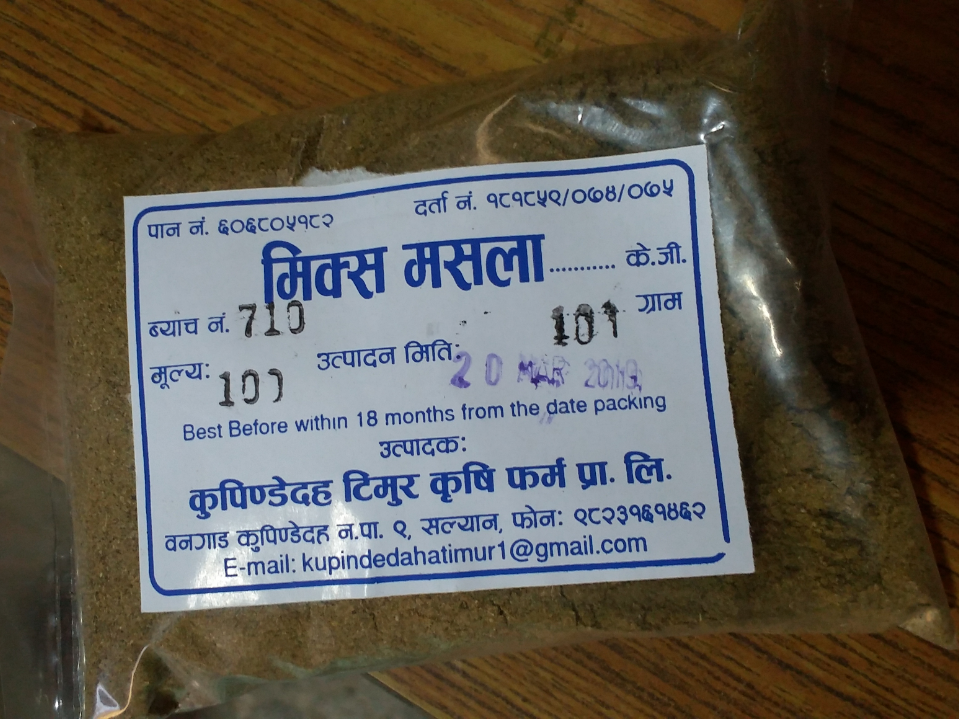 पान नं. ६०६८०५१८२ दर्ता नं. १८१८५९/०७४/०७५
मिक्स मसला ........... के.जी.
ब्याच नं. 710 101 ग्राम
मूल्य: 100 उत्पादन मिति: 20 MAR 2019
Best Before within 18 months from the date packing
उत्पादक:
कुपिण्डेदह टिमुर कृषि फर्म प्रा. लि.
वनगाड कुपिण्डेदह न.पा. ९, सल्यान, फोन: ९८२३१६१४६२
E-mail: kupindedahatimur1@gmail.com